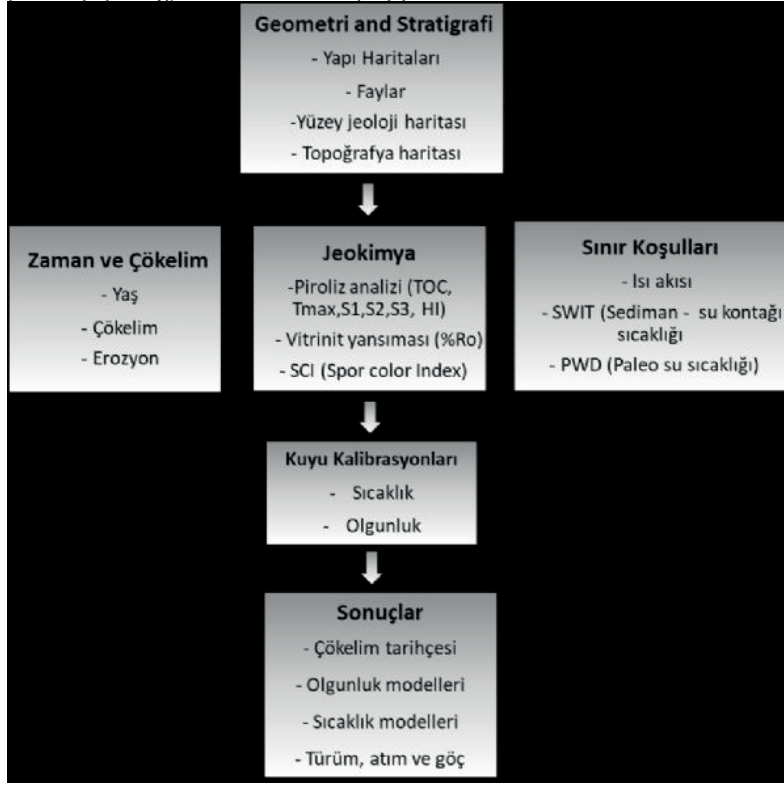 Geometri and Stratigrafi
- Yapı Haritaları
- Faylar
-Yüzey jeoloji haritası
- Topoğrafya haritası
Zaman ve Çökelim
- Yaş
- Çökelim
- Erozyon
Jeokimya
-Piroliz analizi (TOC,
Tmax,S1,S2,S3, HI)
- Vitrinit yansıması (%Ro)
- SCI (Spor color Index)
Sınır Koşulları
- Isı akısı
- SWIT (Sediman - su kontağı
sıcaklığı
- PWD (Paleo su sıcaklığı)
Kuyu Kalibrasyonları
- Sıcaklık
- Olgunluk
Sonuçlar
- Çökelim tarihçesi
- Olgunluk modelleri
- Sıcaklık modelleri
- Türüm, atım ve göç